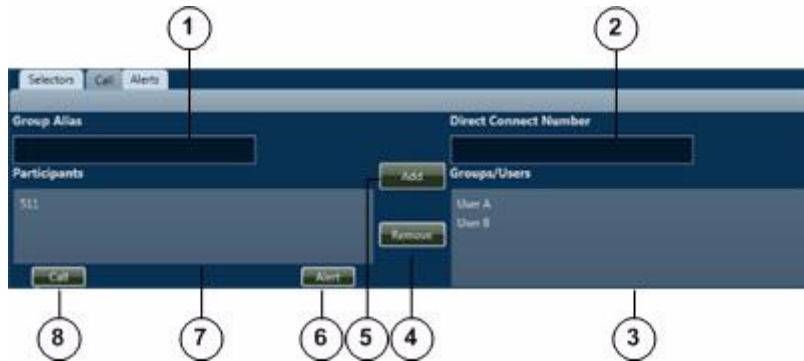 1 2
Selectors Call Alerts
Group Alias Direct Connect Number
Participants Add Groups/Users
511 User A
User B
Remove
Call Alert
8 7 6 5 4 3